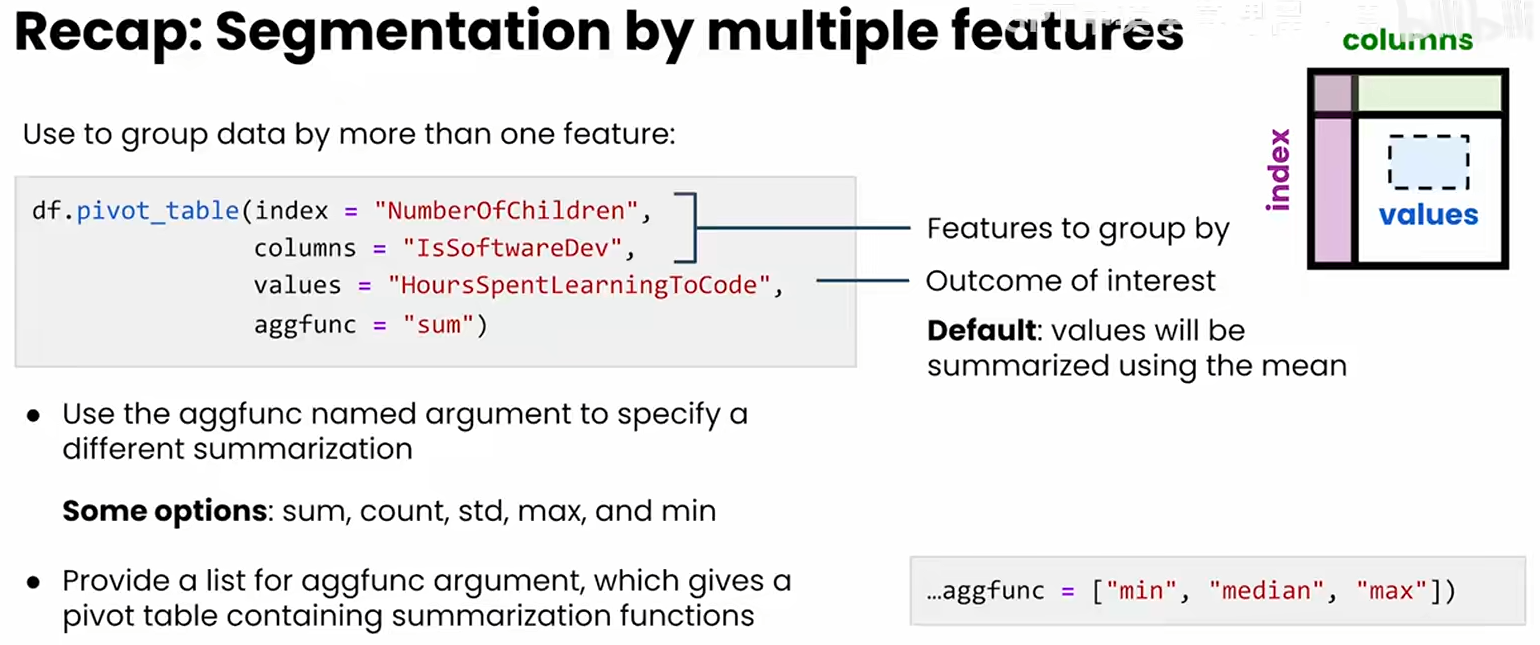 Recap: Segmentation by multiple features
columns
index
values
Use to group data by more than one feature:
df.pivot_table(index = "NumberOfChildren",
columns = "IsSoftwareDev",
values = "HoursSpentLearningToCode",
aggfunc = "sum")
Features to group by
Outcome of interest
Default: values will be
summarized using the mean
● Use the aggfunc named argument to specify a
different summarization
Some options: sum, count, std, max, and min
● Provide a list for aggfunc argument, which gives a
pivot table containing summarization functions
…aggfunc = ["min", "median", "max"])